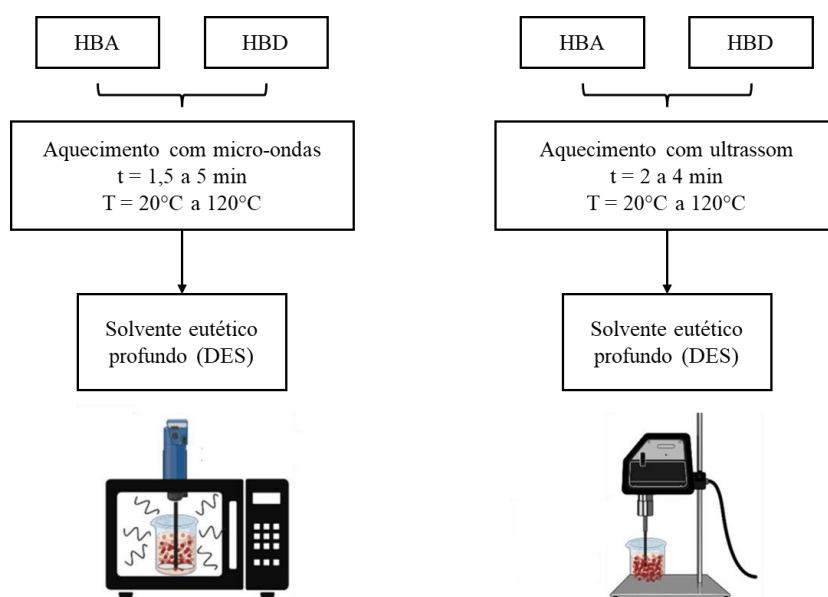 HBA
HBD
Aquecimento com micro-ondas
t = 1,5 a 5 min
T = 20°C a 120°C
Solvente eutético
profundo (DES)
HBA
HBD
Aquecimento com ultrassom
t = 2 a 4 min
T = 20°C a 120°C
Solvente eutético
profundo (DES)